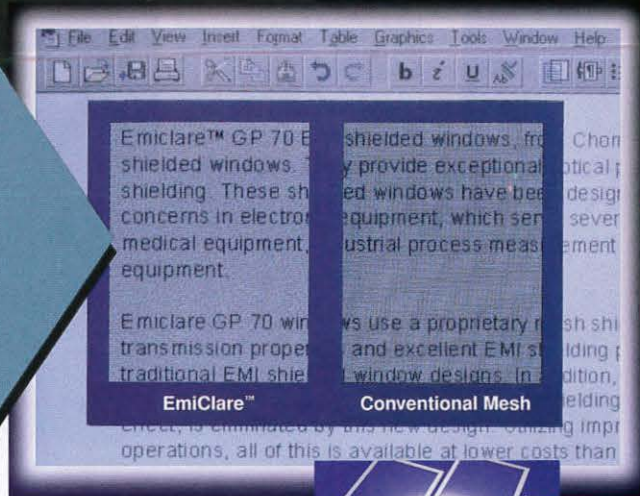 File Edit View Insert Format Table Graphics Tools Window Help
b i U
Emiclare™ GP 70 E shielded windows, fro Chom
shielded windows. y provide exceptional optical p
shielding. These sh ed windows have bee desig
concerns in electro equipment, which ser sever
medical equipment, ustrial process meas ement
equipment.
Emiclare GP 70 win ws use a proprietary sh shi
transmission prope and excellent EMI s lding
traditional EMI shie window designs. In dition,
EmiClare™ Conventional Mesh
elding
effect, is eliminated by this new design. Utilizing impr
operations, all of this is available at lower costs than